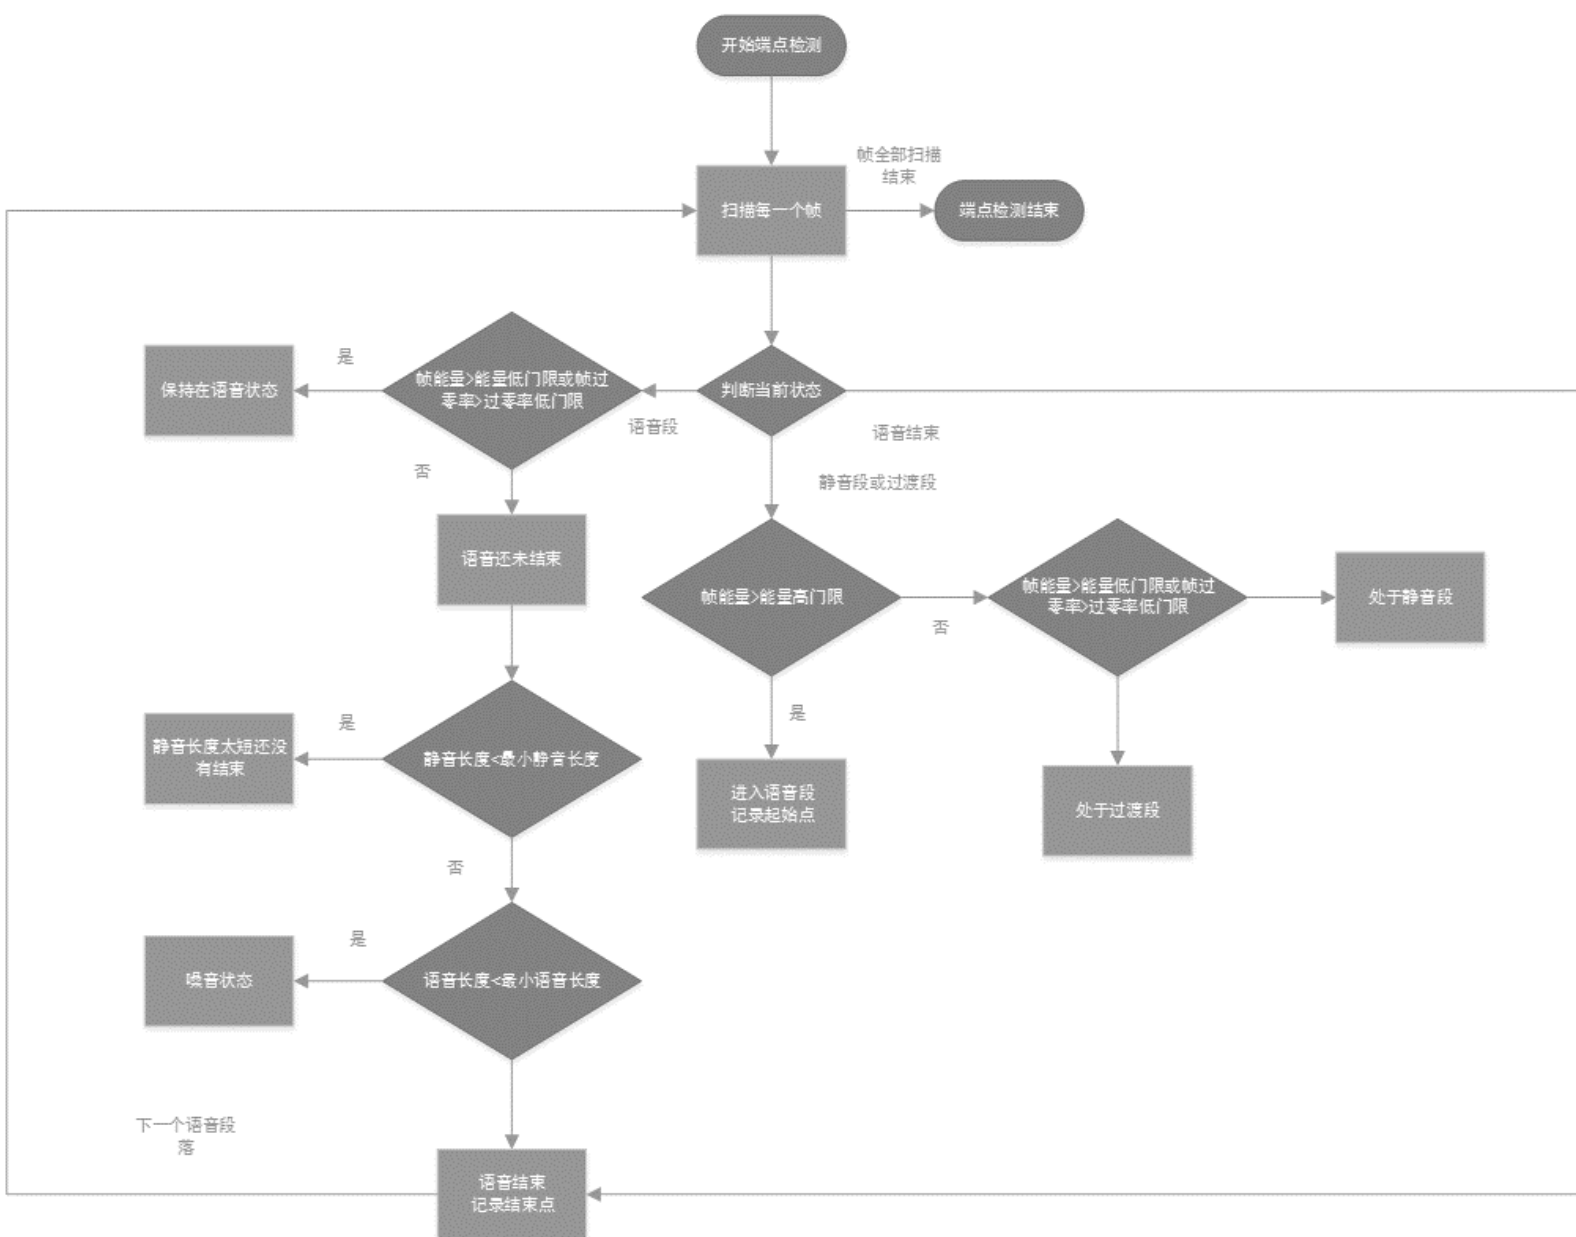 开始端点检测
帧全部扫描
结束
扫描每一个帧
端点检测结束
是
帧能量>能量低门限或帧过
零率>过零率低门限
保持在语音状态
判断当前状态
语音段
语音结束
否
静音段或过渡段
语音还未结束
帧能量>能量高门限
否
帧能量>能量低门限或帧过
零率>过零率低门限
处于静音段
是
是
静音长度太短还没
有结束
静音长度<最小静音长度
进入语音段
记录起始点
处于过渡段
否
是
噪音状态
语音长度<最小语音长度
下一个语音段
落
语音结束
记录结束点